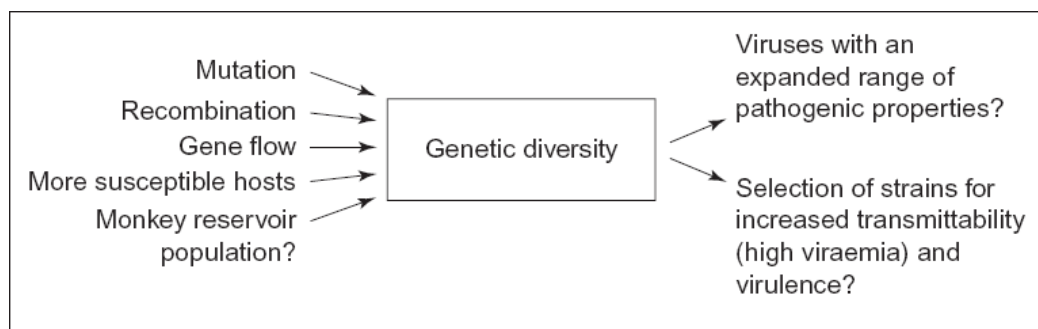 Mutation
Recombination
Gene flow
More susceptible hosts
Monkey reservoir
population?
Genetic diversity
Viruses with an
expanded range of
pathogenic properties?
Selection of strains for
increased transmittability
(high viraemia) and
virulence?